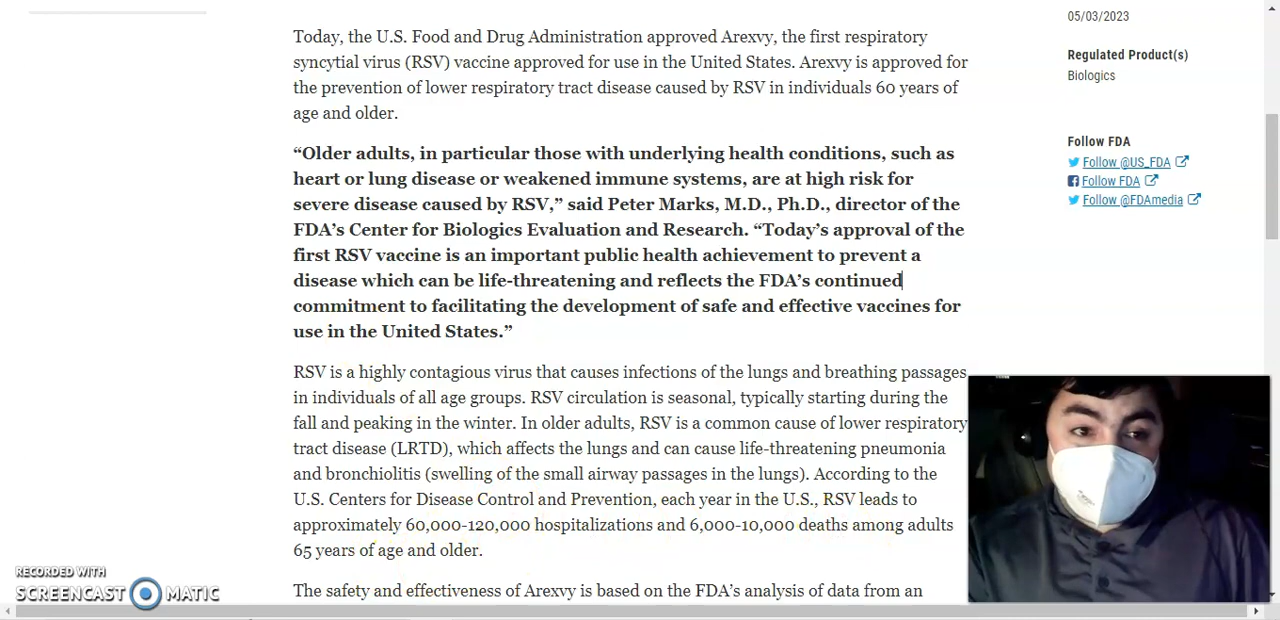 Today, the U.S. Food and Drug Administration approved Arexvy, the first respiratory
syncytial virus (RSV) vaccine approved for use in the United States. Arexvy is approved for
the prevention of lower respiratory tract disease caused by RSV in individuals 60 years of
age and older.
“Older adults, in particular those with underlying health conditions, such as
heart or lung disease or weakened immune systems, are at high risk for
severe disease caused by RSV,” said Peter Marks, M.D., Ph.D., director of the
FDA’s Center for Biologics Evaluation and Research. “Today’s approval of the
first RSV vaccine is an important public health achievement to prevent a
disease which can be life-threatening and reflects the FDA’s continued
commitment to facilitating the development of safe and effective vaccines for
use in the United States.”
RSV is a highly contagious virus that causes infections of the lungs and breathing passages
in individuals of all age groups. RSV circulation is seasonal, typically starting during the
fall and peaking in the winter. In older adults, RSV is a common cause of lower respiratory
tract disease (LRTD), which affects the lungs and can cause life-threatening pneumonia
and bronchiolitis (swelling of the small airway passages in the lungs). According to the
U.S. Centers for Disease Control and Prevention, each year in the U.S., RSV leads to
approximately 60,000-120,000 hospitalizations and 6,000-10,000 deaths among adults
65 years of age and older.
The safety and effectiveness of Arexvy is based on the FDA’s analysis of data from an
05/03/2023
Regulated Product(s)
Biologics
Follow FDA
Follow @US_FDA
Follow FDA
Follow @FDAmedia
RECORDED WITH
SCREENCAST MATIC